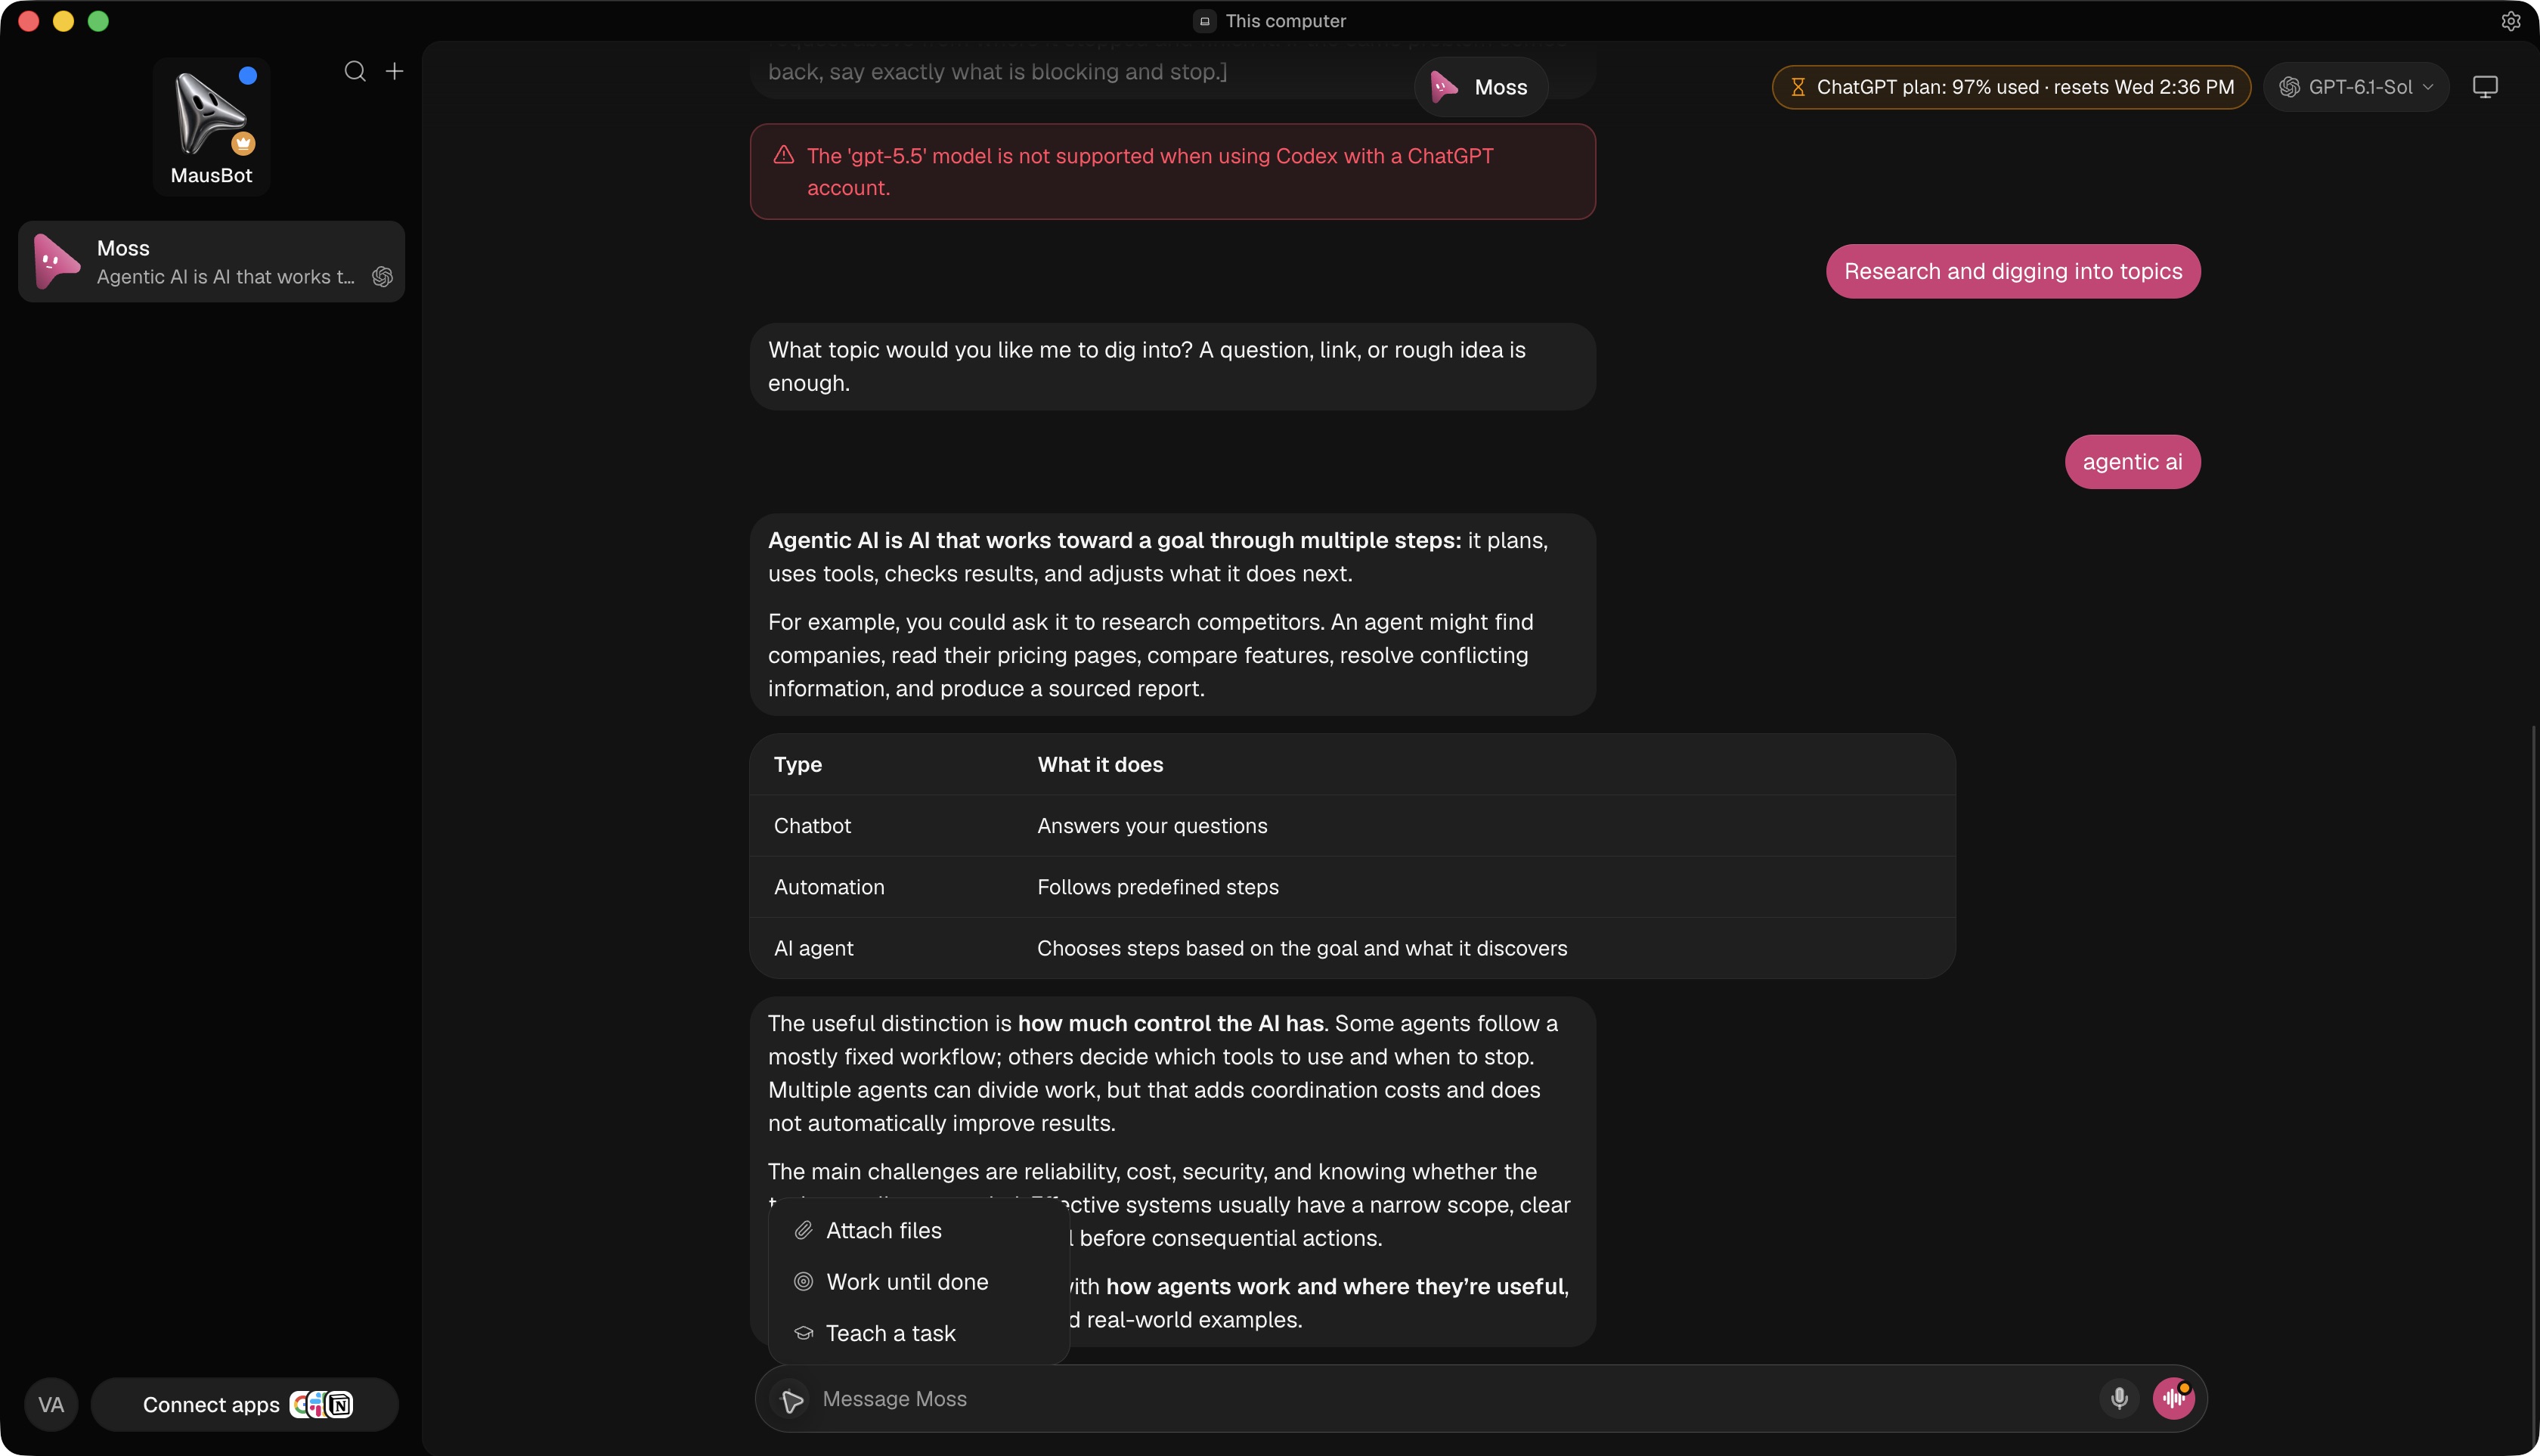 This computer
MausBot
Moss
Agentic AI is AI that works t...
back, say exactly what is blocking and stop.]
Moss
ChatGPT plan: 97% used · resets Wed 2:36 PM
GPT-6.1-Sol
The 'gpt-5.5' model is not supported when using Codex with a ChatGPT
account.
Research and digging into topics
What topic would you like me to dig into? A question, link, or rough idea is
enough.
agentic ai
Agentic AI is AI that works toward a goal through multiple steps: it plans,
uses tools, checks results, and adjusts what it does next.
For example, you could ask it to research competitors. An agent might find
companies, read their pricing pages, compare features, resolve conflicting
information, and produce a sourced report.
Type What it does
Chatbot Answers your questions
Automation Follows predefined steps
AI agent Chooses steps based on the goal and what it discovers
The useful distinction is how much control the AI has. Some agents follow a
mostly fixed workflow; others decide which tools to use and when to stop.
Multiple agents can divide work, but that adds coordination costs and does
not automatically improve results.
The main challenges are reliability, cost, security, and knowing whether the
systems usually have a narrow scope, clear
before consequential actions.
how agents work and where they're useful,
real-world examples.
Attach files
Work until done
Teach a task
Message Moss
VA
Connect apps